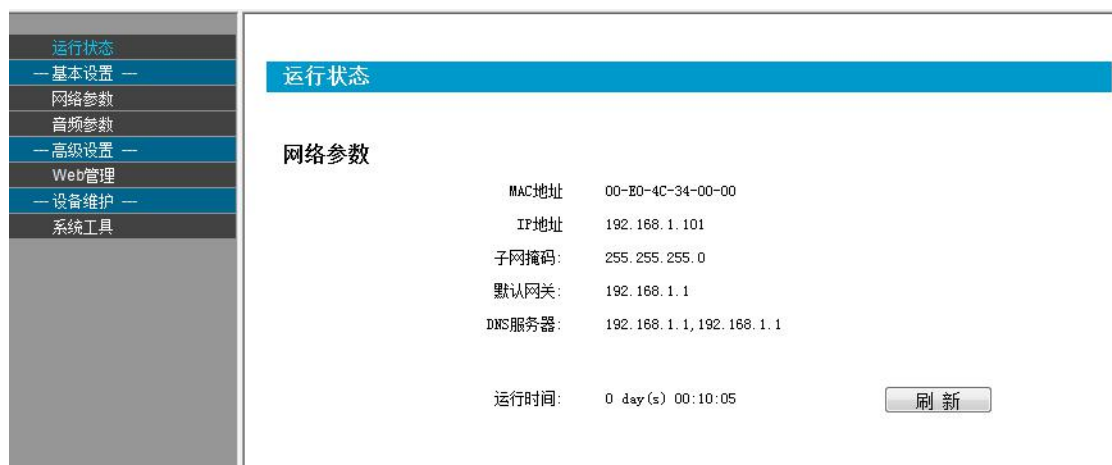 运行状态
--- 基本设置 ---
网络参数
音频参数
--- 高级设置 ---
Web管理
--- 设备维护 ---
系统工具
运行状态
网络参数
MAC地址 00-E0-4C-34-00-00
IP地址 192.168.1.101
子网掩码: 255.255.255.0
默认网关: 192.168.1.1
DNS服务器: 192.168.1.1,192.168.1.1
运行时间: 0 day(s) 00:10:05 刷 新